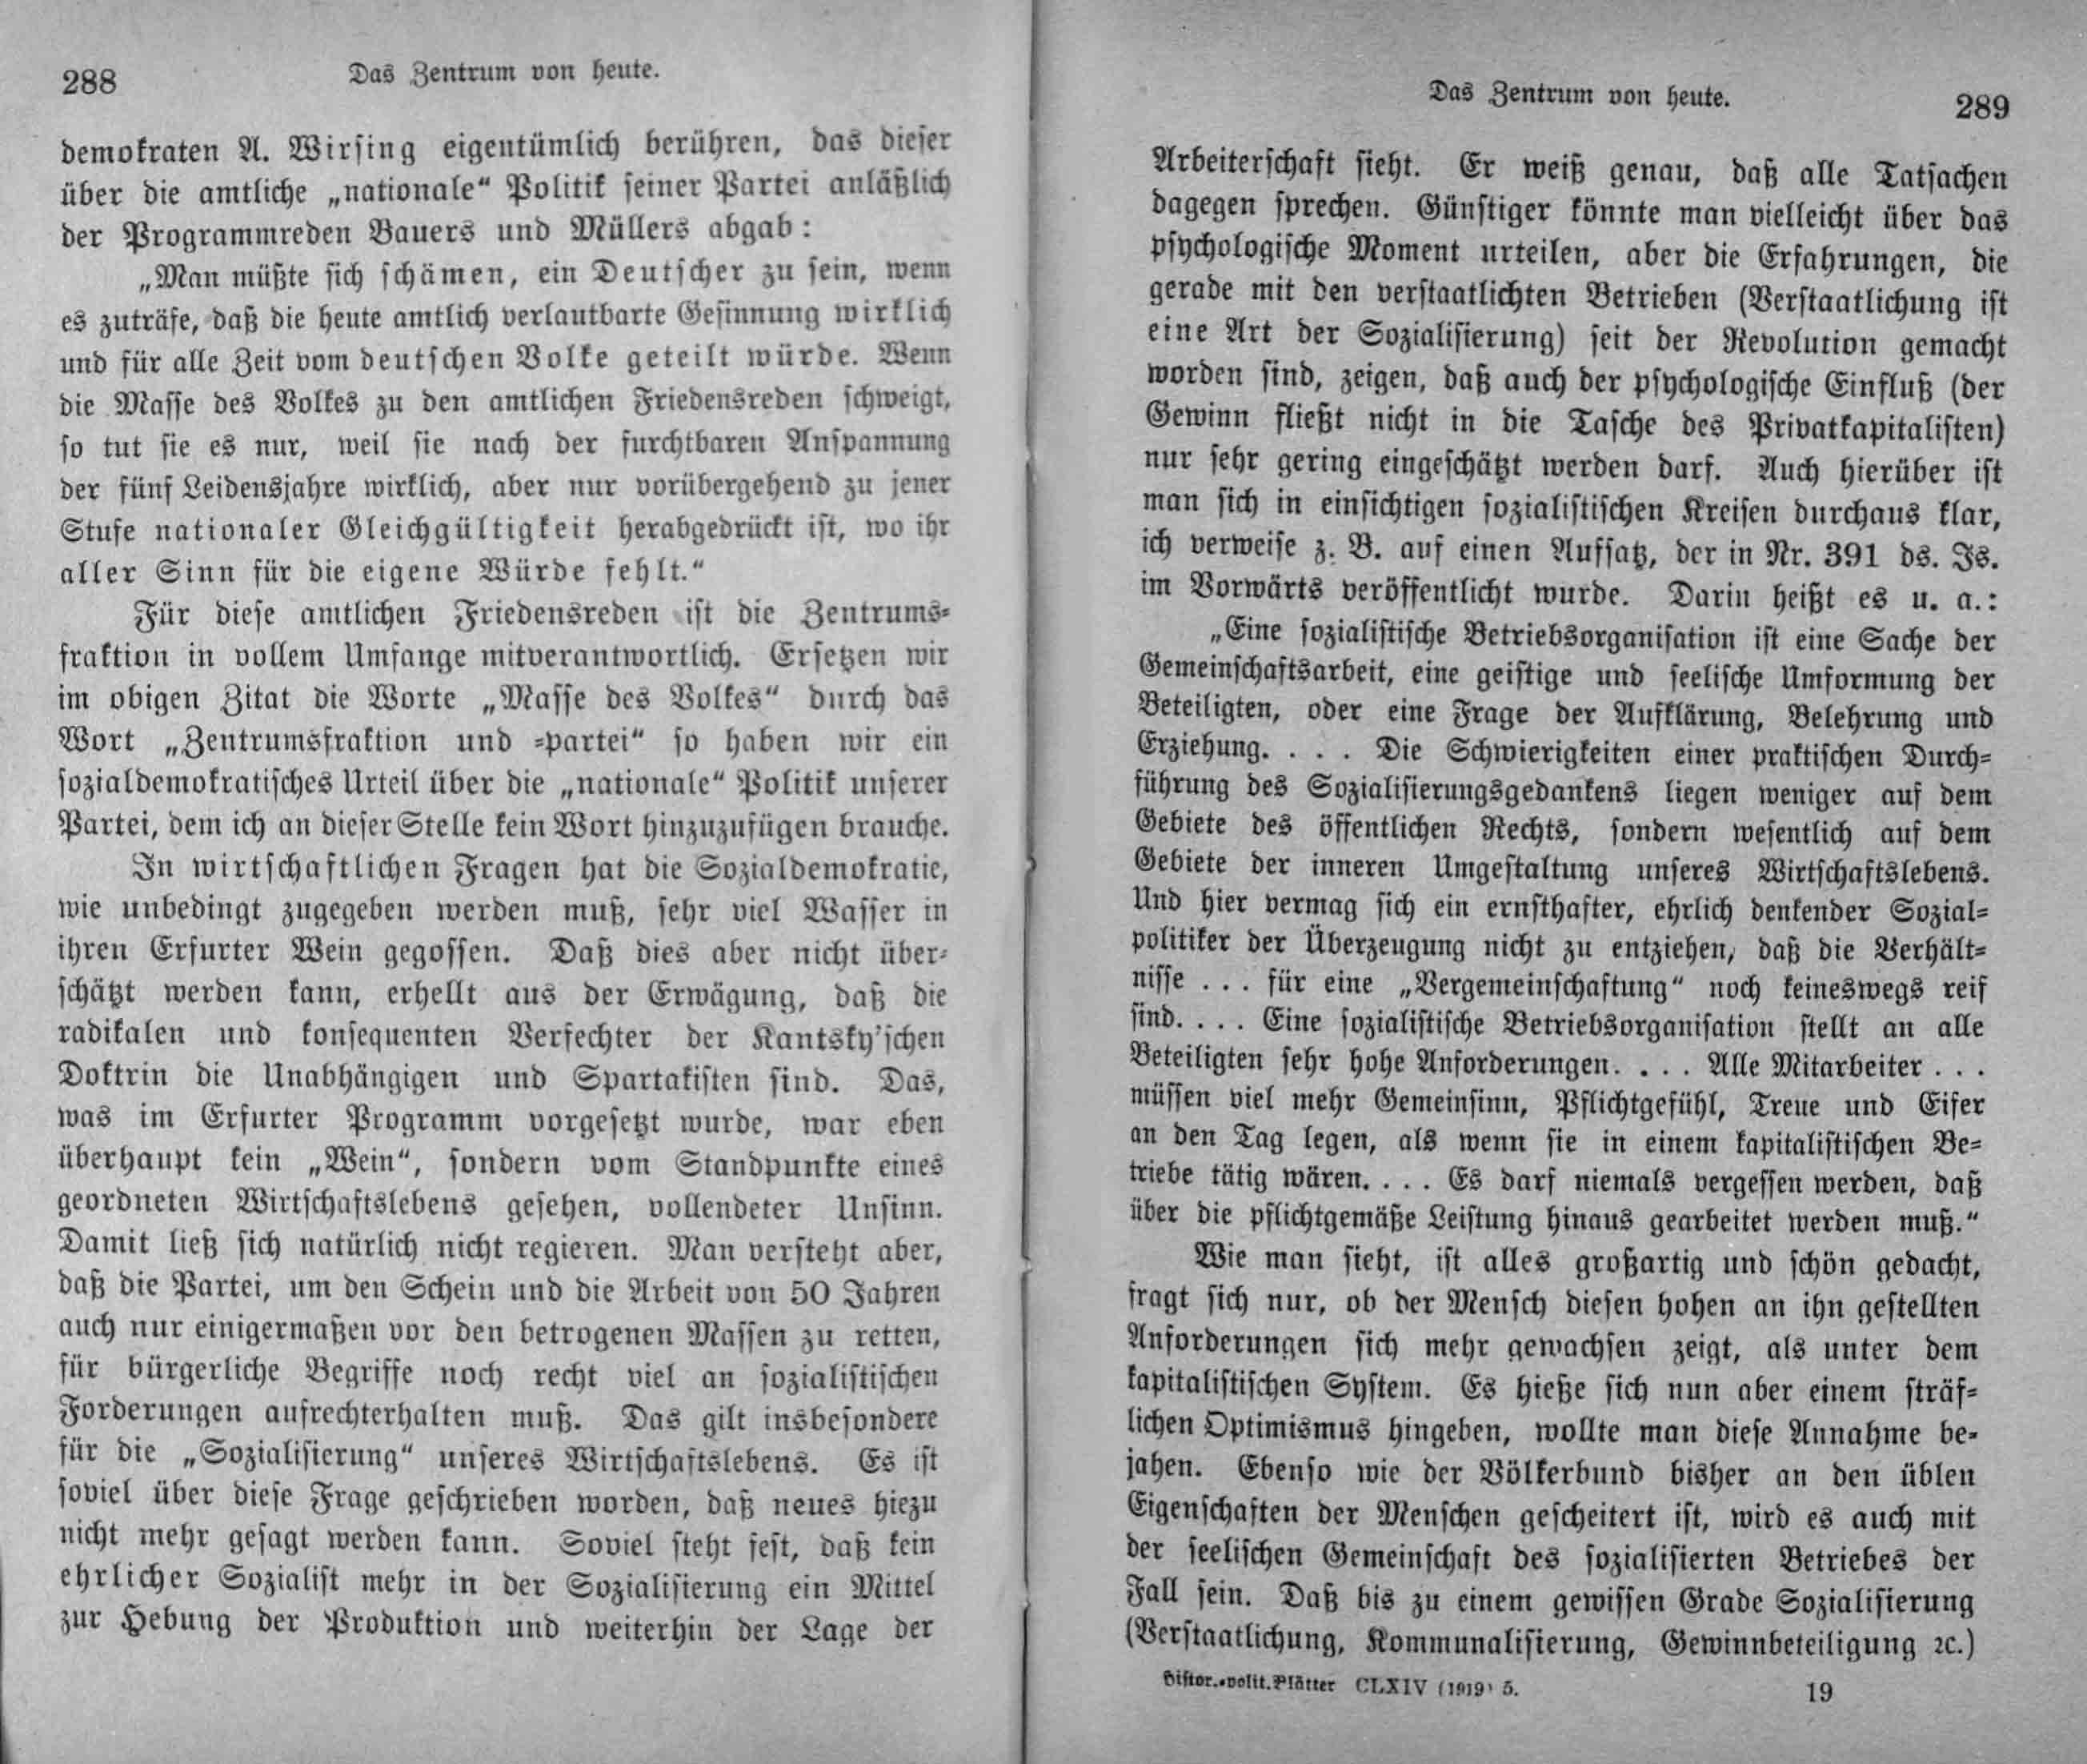 288
Das Zentrum von heute.
demokraten A. Wirsing eigentümlich berühren, das dieser
über die amtliche „nationale“ Politik seiner Partei anläßlich
der Programmreden Bauers und Müllers abgab:
„Man müßte sich schämen, ein Deutscher zu sein, wenn
es zuträfe, daß die heute amtlich verlautbarte Gesinnung wirklich
und für alle Zeit vom deutschen Volke geteilt würde. Wenn
die Masse des Volkes zu den amtlichen Friedensreden schweigt,
so tut sie es nur, weil sie nach der furchtbaren Anspannung
der fünf Leidensjahre wirklich, aber nur vorübergehend zu jener
Stufe nationaler Gleichgültigkeit herabgedrückt ist, wo ihr
aller Sinn für die eigene Würde fehlt.“
Für diese amtlichen Friedensreden ist die Zentrums-
fraktion in vollem Umfange mitverantwortlich. Ersetzen wir
im obigen Zitat die Worte „Masse des Volkes“ durch das
Wort „Zentrumsfraktion und -partei“ so haben wir ein
sozialdemokratisches Urteil über die „nationale“ Politik unserer
Partei, dem ich an dieser Stelle kein Wort hinzuzufügen brauche.
In wirtschaftlichen Fragen hat die Sozialdemokratie,
wie unbedingt zugegeben werden muß, sehr viel Wasser in
ihren Erfurter Wein gegossen. Daß dies aber nicht über-
schätzt werden kann, erhellt aus der Erwägung, daß die
radikalen und konsequenten Verfechter der Kantsky'schen
Doktrin die Unabhängigen und Spartakisten sind. Das,
was im Erfurter Programm vorgesetzt wurde, war eben
überhaupt kein „Wein“, sondern vom Standpunkte eines
geordneten Wirtschaftslebens gesehen, vollendeter Unsinn.
Damit ließ sich natürlich nicht regieren. Man versteht aber,
daß die Partei, um den Schein und die Arbeit von 50 Jahren
auch nur einigermaßen vor den betrogenen Massen zu retten,
für bürgerliche Begriffe noch recht viel an sozialistischen
Forderungen aufrechterhalten muß. Das gilt insbesondere
für die „Sozialisierung“ unseres Wirtschaftslebens. Es ist
soviel über diese Frage geschrieben worden, daß neues hiezu
nicht mehr gesagt werden kann. Soviel steht fest, daß kein
ehrlicher Sozialist mehr in der Sozialisierung ein Mittel
zur Hebung der Produktion und weiterhin der Lage der
Das Zentrum von heute.
289
Arbeiterschaft sieht. Er weiß genau, daß alle Tatsachen
dagegen sprechen. Günstiger könnte man vielleicht über das
psychologische Moment urteilen, aber die Erfahrungen, die
gerade mit den verstaatlichten Betrieben (Verstaatlichung ist
eine Art der Sozialisierung) seit der Revolution gemacht
worden sind, zeigen, daß auch der psychologische Einfluß (der
Gewinn fließt nicht in die Tasche des Privatkapitalisten)
nur sehr gering eingeschätzt werden darf. Auch hierüber ist
man sich in einsichtigen sozialistischen Kreisen durchaus klar,
ich verweise z. B. auf einen Aufsatz, der in Nr. 391 ds. Js.
im Vorwärts veröffentlicht wurde. Darin heißt es u. a.:
„Eine sozialistische Betriebsorganisation ist eine Sache der
Gemeinschaftsarbeit, eine geistige und seelische Umformung der
Beteiligten, oder eine Frage der Aufklärung, Belehrung und
Erziehung. . . . Die Schwierigkeiten einer praktischen Durch-
führung des Sozialisierungsgedankens liegen weniger auf dem
Gebiete des öffentlichen Rechts, sondern wesentlich auf dem
Gebiete der inneren Umgestaltung unseres Wirtschaftslebens.
Und hier vermag sich ein ernsthafter, ehrlich denkender Sozial-
politiker der Überzeugung nicht zu entziehen, daß die Verhält-
nisse . . . für eine „Vergemeinschaftung“ noch keineswegs reif
sind. . . . Eine sozialistische Betriebsorganisation stellt an alle
Beteiligten sehr hohe Anforderungen. . . . Alle Mitarbeiter . . .
müssen viel mehr Gemeinsinn, Pflichtgefühl, Treue und Eifer
an den Tag legen, als wenn sie in einem kapitalistischen Be-
triebe tätig wären. . . . Es darf niemals vergessen werden, daß
über die pflichtgemäße Leistung hinaus gearbeitet werden muß.“
Wie man sieht, ist alles großartig und schön gedacht,
fragt sich nur, ob der Mensch diesen hohen an ihn gestellten
Anforderungen sich mehr gewachsen zeigt, als unter dem
kapitalistischen System. Es hieße sich nun aber einem sträf-
lichen Optimismus hingeben, wollte man diese Annahme be-
jahen. Ebenso wie der Völkerbund bisher an den üblen
Eigenschaften der Menschen gescheitert ist, wird es auch mit
der seelischen Gemeinschaft des sozialisierten Betriebes der
Fall sein. Daß bis zu einem gewissen Grade Sozialisierung
(Verstaatlichung, Kommunalisierung, Gewinnbeteiligung ꝛc.)
Histor.-polit. Blätter CLXIV (1919) 5.
19